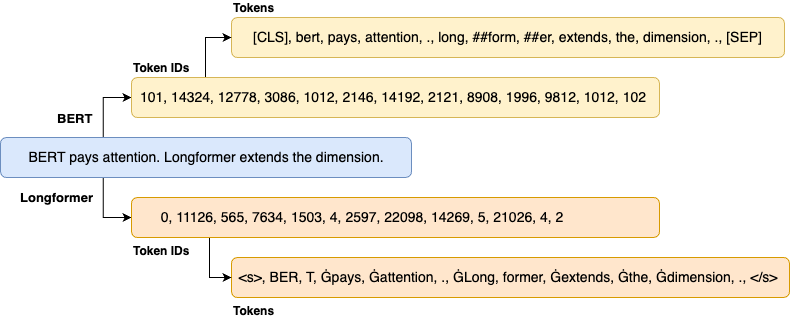 Tokens
[CLS], bert, pays, attention, ., long, ##form, ##er, extends, the, dimension, ., [SEP]
Token IDs
101, 14324, 12778, 3086, 1012, 2146, 14192, 2121, 8908, 1996, 9812, 1012, 102
BERT
BERT pays attention. Longformer extends the dimension.
Longformer
0, 11126, 565, 7634, 1503, 4, 2597, 22098, 14269, 5, 21026, 4, 2
Token IDs
<s>, BER, T, Ġpays, Ġattention, ., ĠLong, former, Ġextends, Ġthe, Ġdimension, ., </s>
Tokens